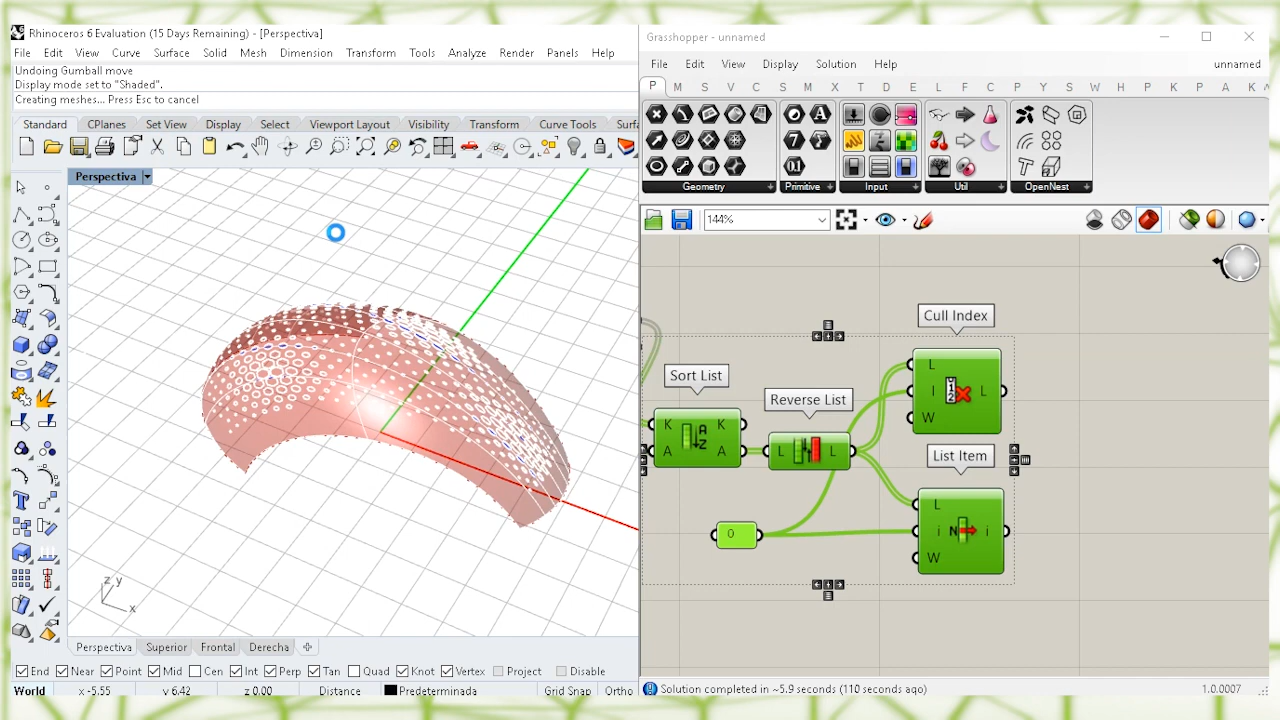 Rhinoceros 6 Evaluation (15 Days Remaining) - [Perspectiva]
File Edit View Curve Surface Solid Mesh Dimension Transform Tools Analyze Render Panels Help
Undoing Gumball move
Display mode set to "Shaded".
Creating meshes... Press Esc to cancel
Standard CPlanes Set View Display Select Viewport Layout Visibility Transform Curve Tools Surf
Perspectiva
z y
x
Perspectiva Superior Frontal Derecha
End Near Point Mid Cen Int Perp Tan Quad Knot Vertex Project Disable
World x -5.55 y 6.42 z 0.00 Distance Predeterminada Grid Snap Ortho
Grasshopper - unnamed
File Edit View Display Solution Help unnamed
P M S V C S M X T D E L F C P Y S K P A K
Geometry Primitive Input Util OpenNest
144%
Cull Index
L
I L
W
Sort List
K K
A A
A
Z
Reverse List
L L
List Item
L
i N i
W
0
Solution completed in ~5.9 seconds (110 seconds ago) 1.0.0007